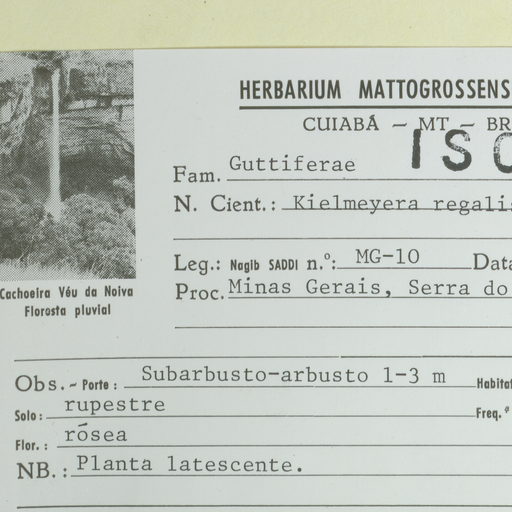 HERBARIUM MATTOGROSSENS
CUIABÁ - MT - BR
ISO
Fam. Guttiferae
N. Cient.: Kielmeyera regalis
Leg.: Nagib SADDI n.º: MG-10 Data
Proc. Minas Gerais, Serra do
Cachoeira Véu da Noiva
Florosta pluvial
Obs.- Porte: Subarbusto-arbusto 1-3 m Habitat
Solo: rupestre Freq.ª
Flor.: rósea
NB.: Planta latescente.